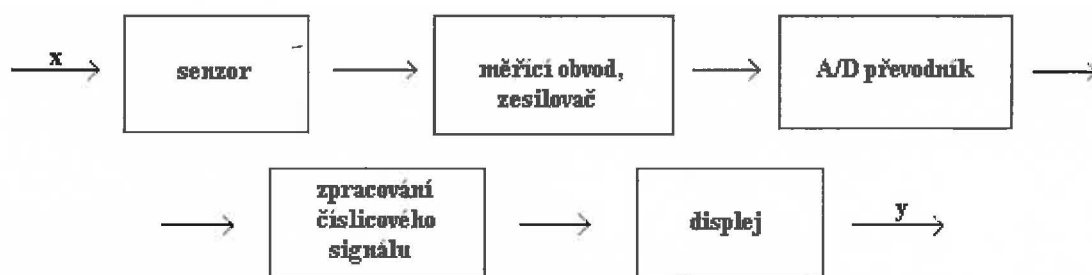 x
senzor
měřicí obvod,
zesilovač
A/D převodník
zpracování
číslicového
signálu
displej
y